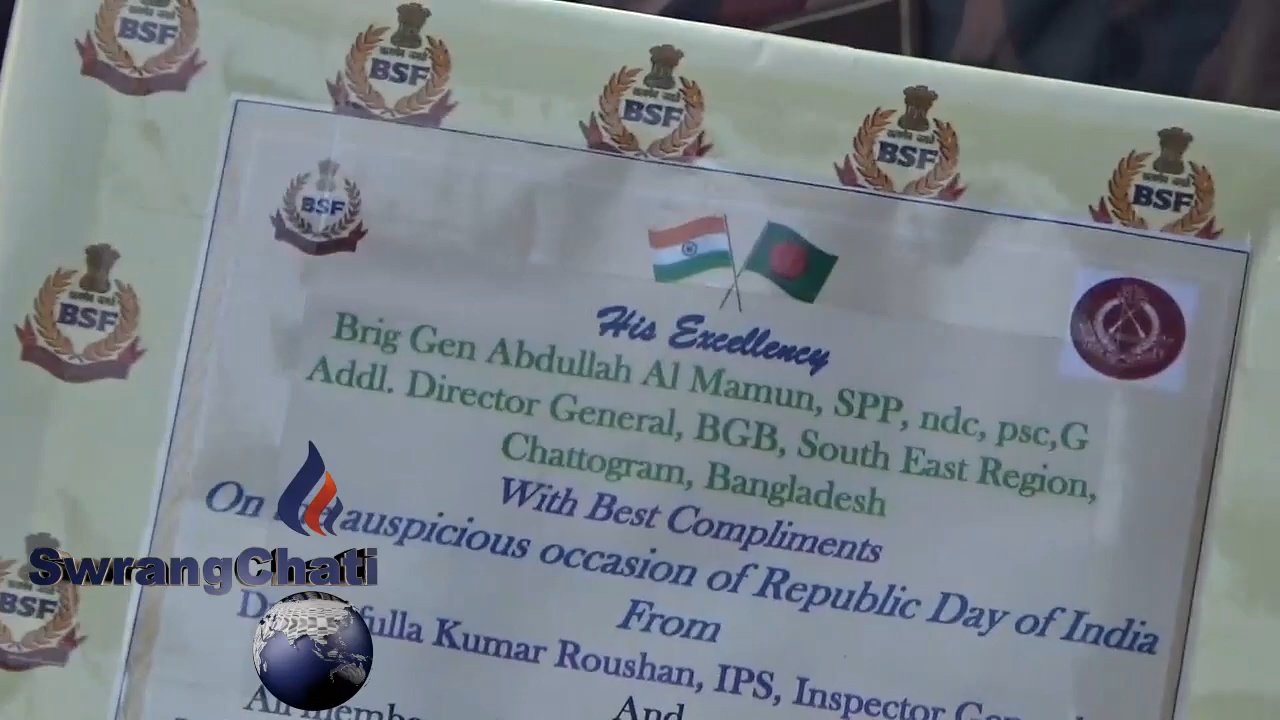 BSF
BSF
BSF
BSF
BSF
BSF
BSF
His Excellency
Brig Gen Abdullah Al Mamun, SPP, ndc, psc,G
Addl. Director General, BGB, South East Region,
Chattogram, Bangladesh
With Best Compliments
On auspicious occasion of Republic Day of India
From
Kumar Roushan, IPS, Inspector
And
BSF
SwrangChati